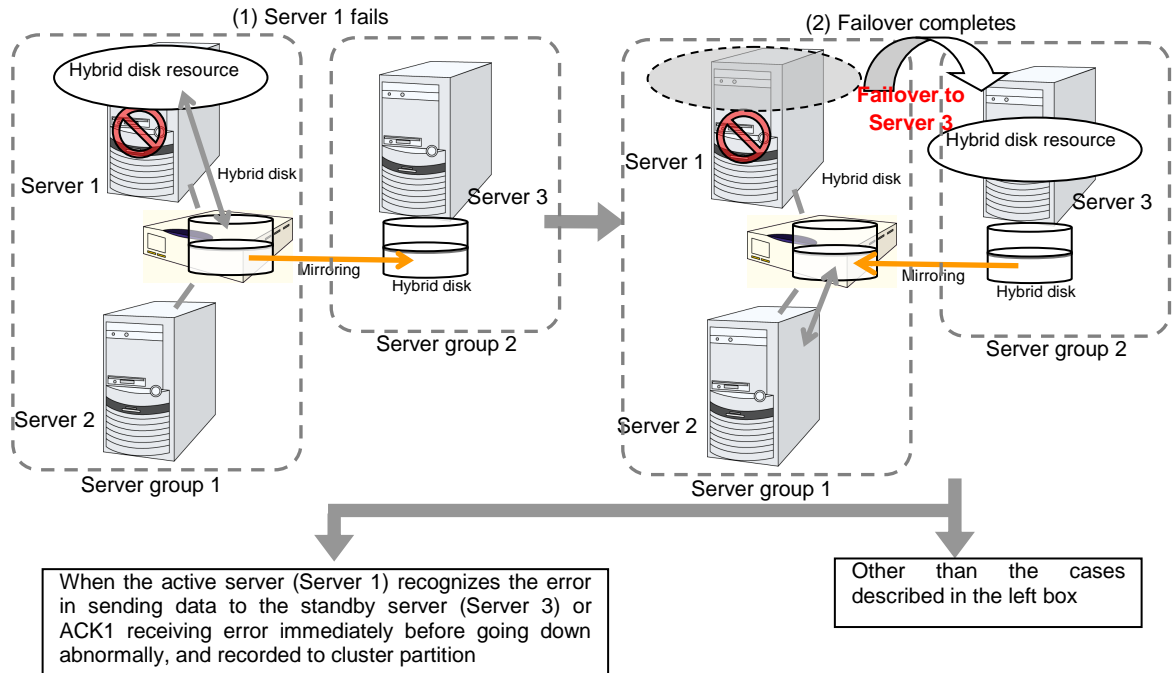 (1) Server 1 fails
Hybrid disk resource
Server 1
Hybrid disk
Server 3
Mirroring
Hybrid disk
Server group 2
Server 2
Server group 1
(2) Failover completes
Failover to
Server 3
Hybrid disk resource
Server 1
Hybrid disk
Server 3
Mirroring
Hybrid disk
Server group 2
Server 2
Server group 1
When the active server (Server 1) recognizes the error
in sending data to the standby server (Server 3) or
ACK1 receiving error immediately before going down
abnormally, and recorded to cluster partition
Other than the cases
described in the left box